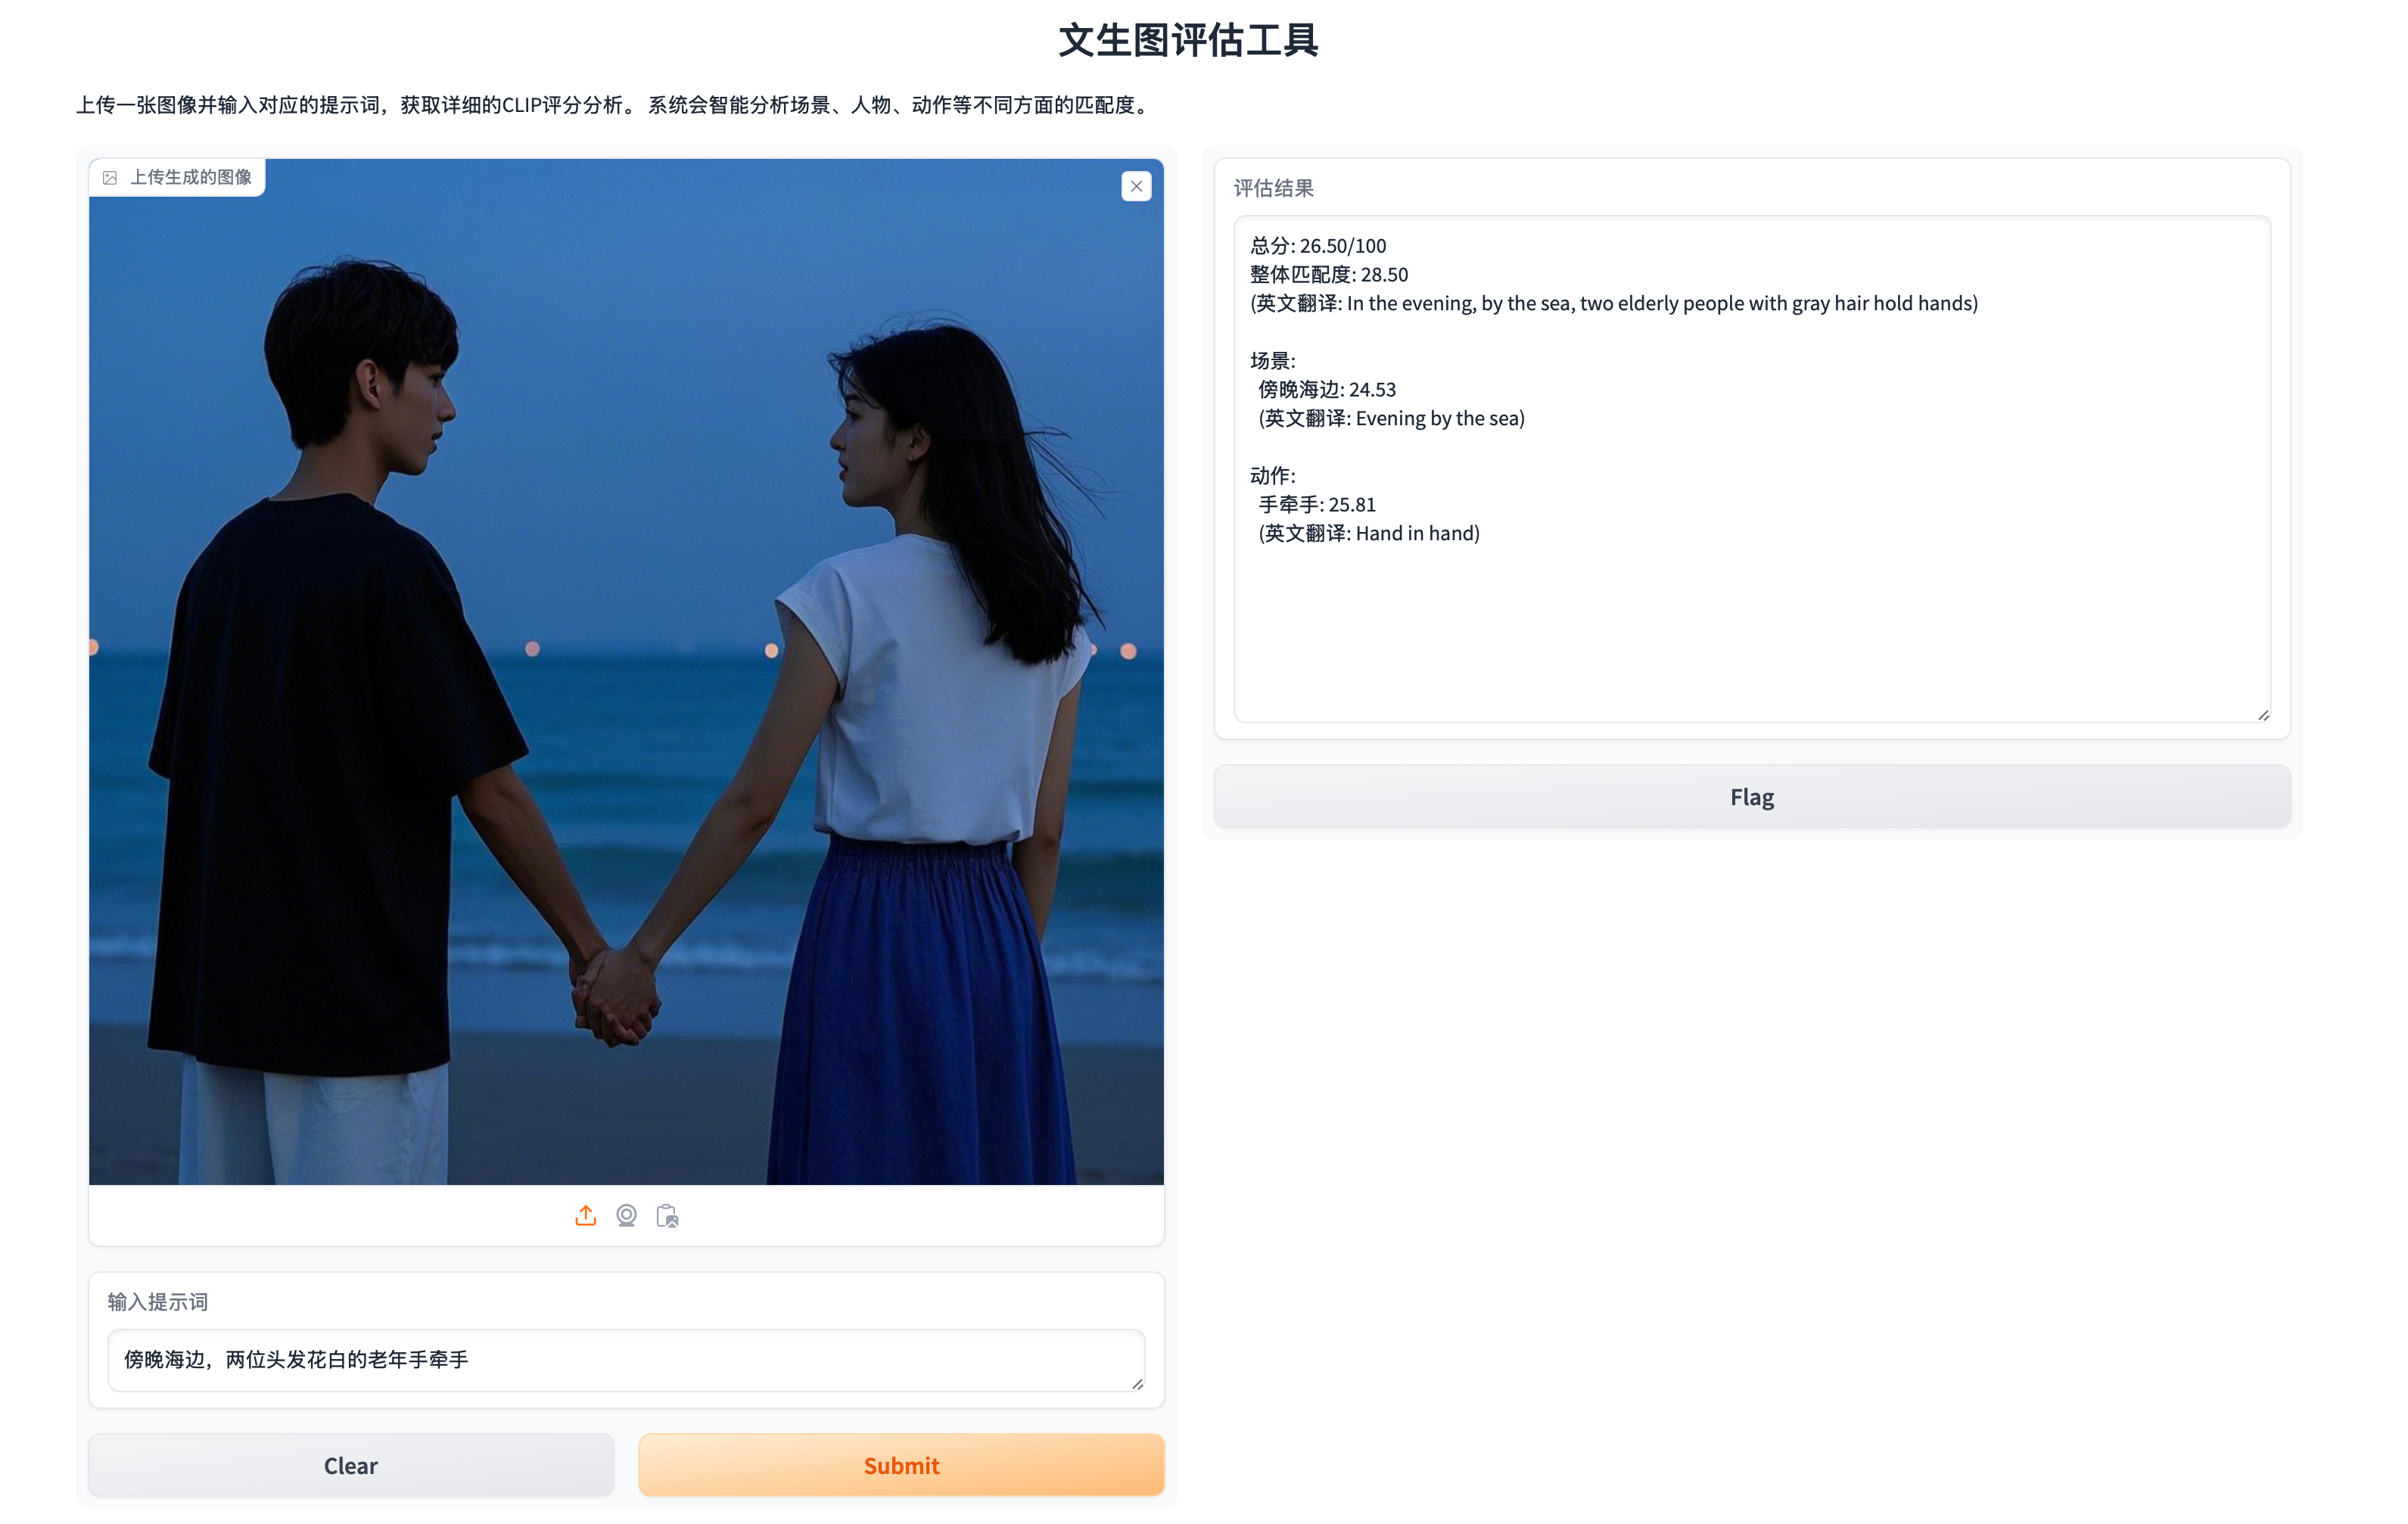 文生图评估工具
上传一张图像并输入对应的提示词，获取详细的CLIP评分分析。 系统会智能分析场景、人物、动作等不同方面的匹配度。
上传生成的图像
输入提示词
傍晚海边，两位头发花白的老年手牵手
Clear
Submit
评估结果
总分: 26.50/100
整体匹配度: 28.50
(英文翻译: In the evening, by the sea, two elderly people with gray hair hold hands)
场景:
傍晚海边: 24.53
(英文翻译: Evening by the sea)
动作:
手牵手: 25.81
(英文翻译: Hand in hand)
Flag